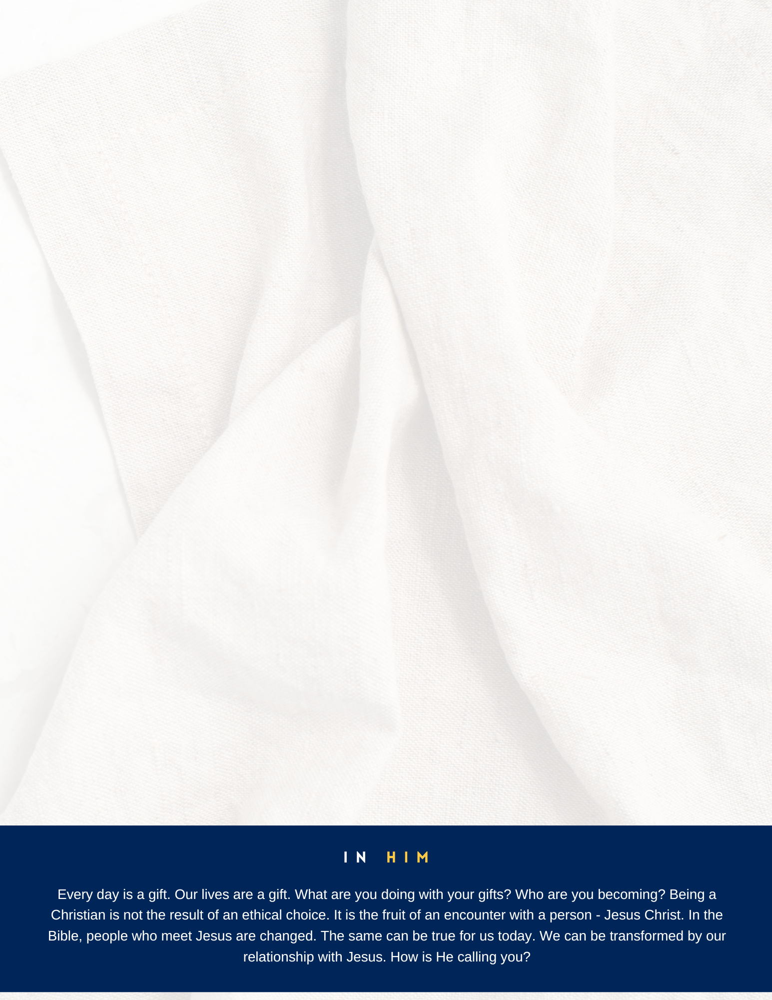 IN HIM
Every day is a gift. Our lives are a gift. What are you doing with your gifts? Who are you becoming? Being a
Christian is not the result of an ethical choice. It is the fruit of an encounter with a person - Jesus Christ. In the
Bible, people who meet Jesus are changed. The same can be true for us today. We can be transformed by our
relationship with Jesus. How is He calling you?